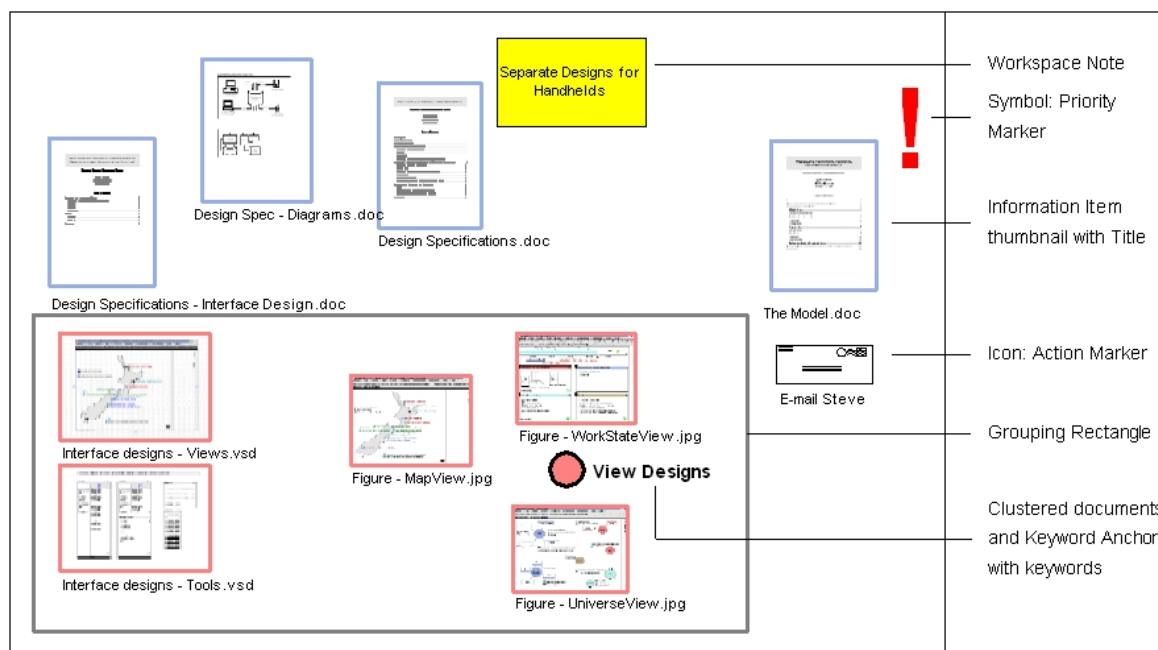 Separate Designs for
Handhelds
Workspace Note
Symbol: Priority
Marker
Design Spec - Diagrams.doc
Design Specifications.doc
Information Item
thumbnail with Title
Design Specifications - Interface Design.doc
The Model.doc
Icon: Action Marker
E-mail Steve
Interface designs - Views.vsd
Figure - MapView.jpg
Figure - WorkStateView.jpg
Grouping Rectangle
View Designs
Interface designs - Tools.vsd
Figure - UniverseView.jpg
Clustered documents
and Keyword Anchor
with keywords